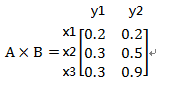 y1 y2
x1[0.2 0.2]
A × B = x2[0.3 0.5]
x3[0.3 0.9]